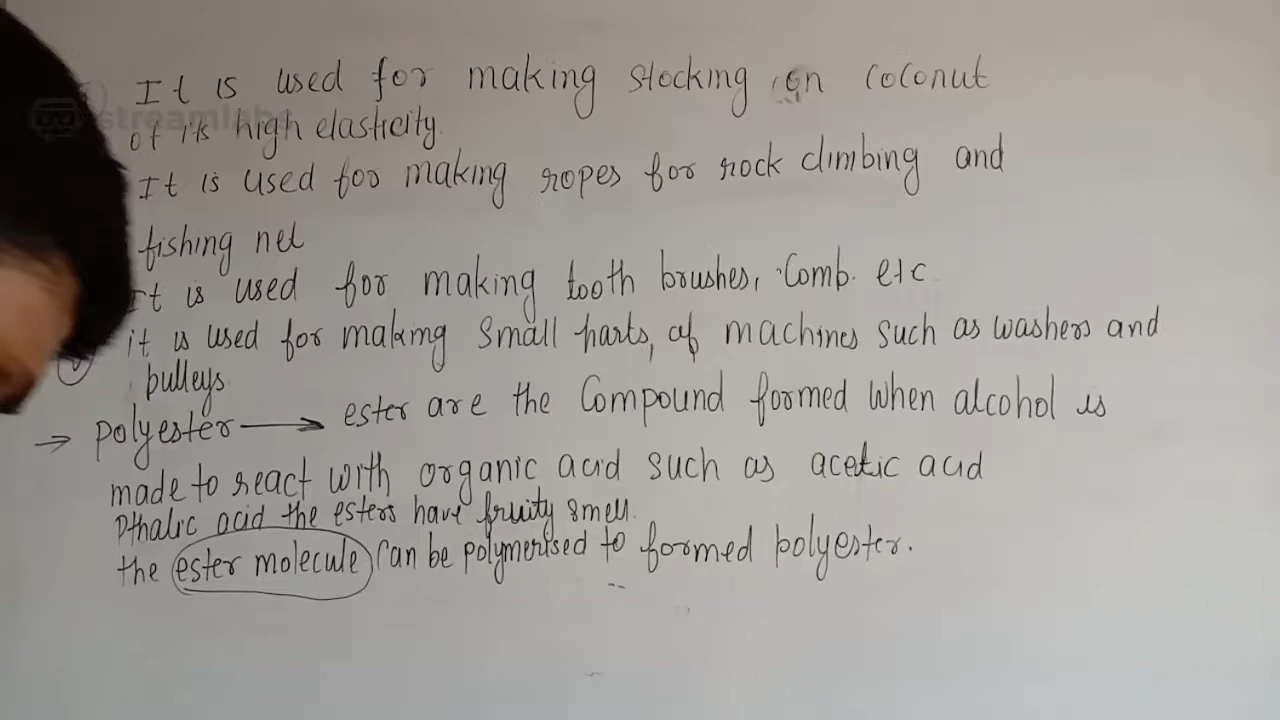 It is used for making stocking on coconut
of its high elasticity.
It is used for making ropes for rock climbing and
fishing net
It is used for making tooth brushes, Comb. etc
it is used for making small parts, of machines such as washers and
pulleys.
→ polyester → ester are the Compound formed when alcohol is
made to react with organic acid such as acetic acid
Pthalic acid the esters have fruity smell.
the ester molecule can be polymerised to formed polyester.